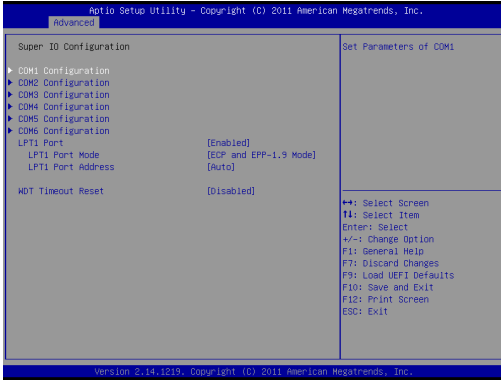 Aptio Setup Utility – Copyright (C) 2011 American Megatrends, Inc.
Advanced
Super IO Configuration
COM1 Configuration
COM2 Configuration
COM3 Configuration
COM4 Configuration
COM5 Configuration
COM6 Configuration
LPT1 Port [Enabled]
LPT1 Port Mode [ECP and EPP-1.9 Mode]
LPT1 Port Address [Auto]
WDT Timeout Reset [Disabled]
Set Parameters of COM1
↔: Select Screen
↑↓: Select Item
Enter: Select
+/-: Change Option
F1: General Help
F7: Discard Changes
F9: Load UEFI Defaults
F10: Save and Exit
F12: Print Screen
ESC: Exit
Version 2.14.1219. Copyright (C) 2011 American Megatrends, Inc.